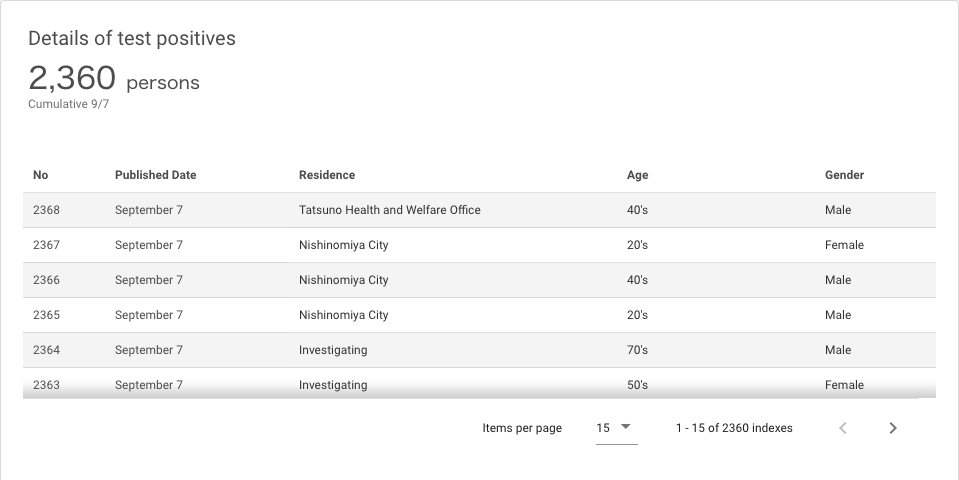 Details of test positives
2,360 persons
Cumulative 9/7
No Published Date Residence Age Gender
2368 September 7 Tatsuno Health and Welfare Office 40's Male
2367 September 7 Nishinomiya City 20's Female
2366 September 7 Nishinomiya City 40's Male
2365 September 7 Nishinomiya City 20's Male
2364 September 7 Investigating 70's Male
2363 September 7 Investigating 50's Female
Items per page 15 1 - 15 of 2360 indexes